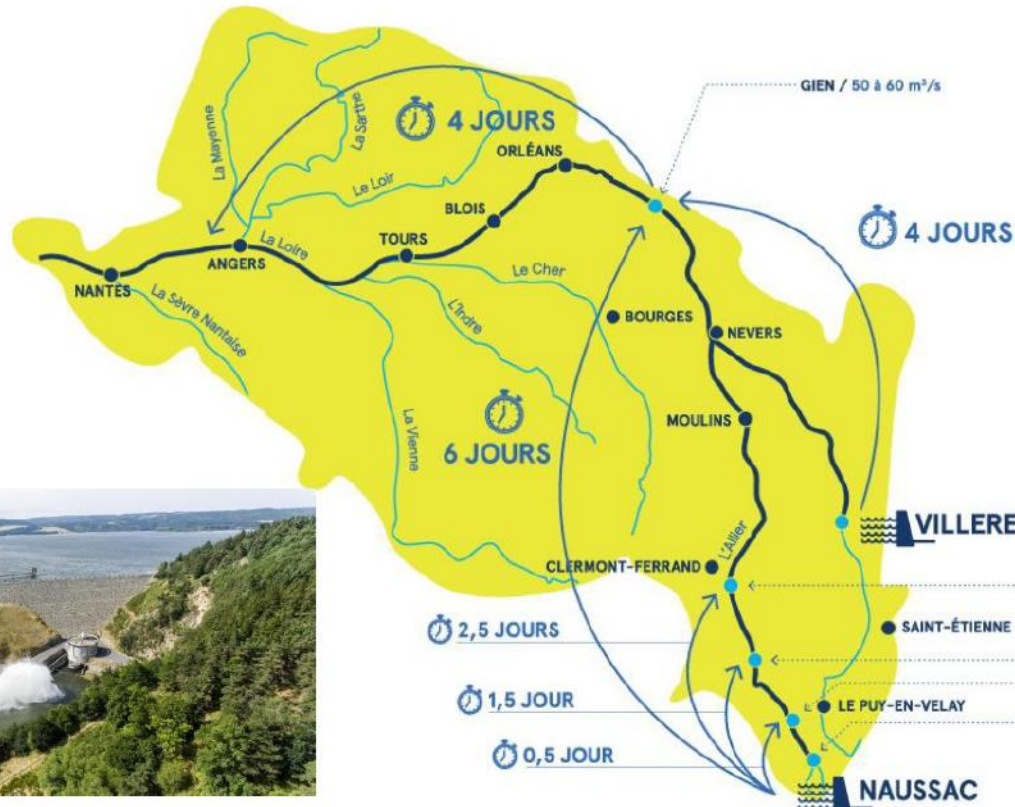 GIEN / 50 à 60 m³/s
4 JOURS
La Mayenne
La Sarthe
Le Loir
ORLÉANS
BLOIS
4 JOURS
TOURS
La Loire
ANGERS
NANTES
Le Cher
La Sèvre Nantaise
L'Indre
BOURGES
NEVERS
6 JOURS
MOULINS
La Vienne
VILLERE
L'Allier
CLERMONT-FERRAND
2,5 JOURS
SAINT-ÉTIENNE
1,5 JOUR
LE PUY-EN-VELAY
0,5 JOUR
NAUSSAC